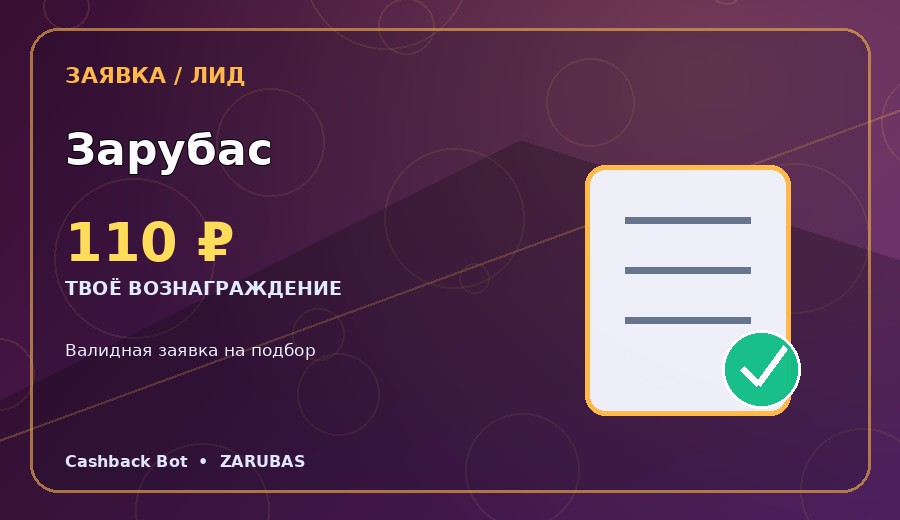 ЗАЯВКА / ЛИД
Зарубас
110 ₽
ТВОЁ ВОЗНАГРАЖДЕНИЕ
Валидная заявка на подбор
Cashback Bot • ZARUBAS